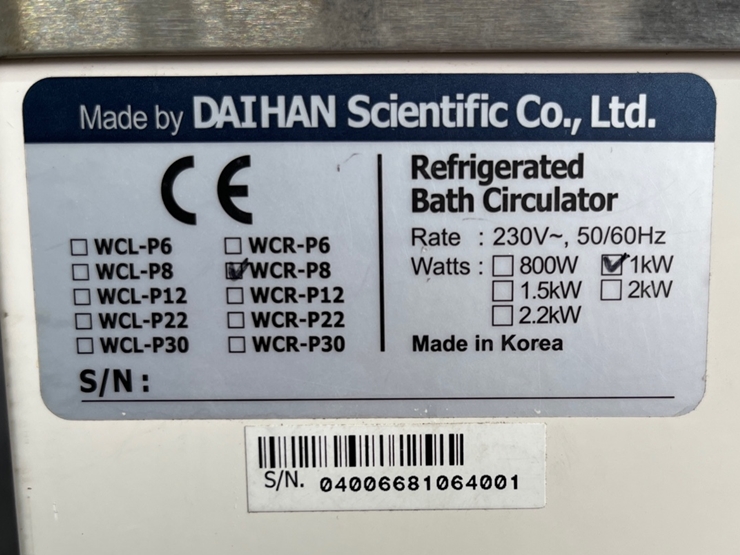 Made by DAIHAN Scientific Co., Ltd.
CE
☐ WCL-P6 ☐ WCR-P6
☐ WCL-P8 ☑ WCR-P8
☐ WCL-P12 ☐ WCR-P12
☐ WCL-P22 ☐ WCR-P22
☐ WCL-P30 ☐ WCR-P30
Refrigerated
Bath Circulator
Rate : 230V~, 50/60Hz
Watts : ☐ 800W ☑ 1kW
☐ 1.5kW ☐ 2kW
☐ 2.2kW
Made in Korea
S/N :
S/N. 04006681064001